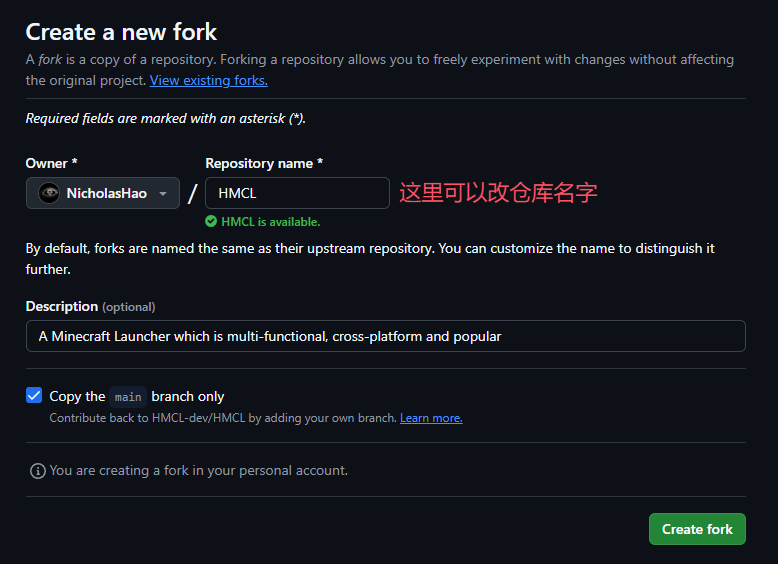 Create a new fork
A fork is a copy of a repository. Forking a repository allows you to freely experiment with changes without affecting
the original project. View existing forks.
Required fields are marked with an asterisk (*).
Owner *
Repository name *
NicholasHao
/
HMCL
这里可以改仓库名字
HMCL is available.
By default, forks are named the same as their upstream repository. You can customize the name to distinguish it
further.
Description (optional)
A Minecraft Launcher which is multi-functional, cross-platform and popular
Copy the main branch only
Contribute back to HMCL-dev/HMCL by adding your own branch. Learn more.
You are creating a fork in your personal account.
Create fork